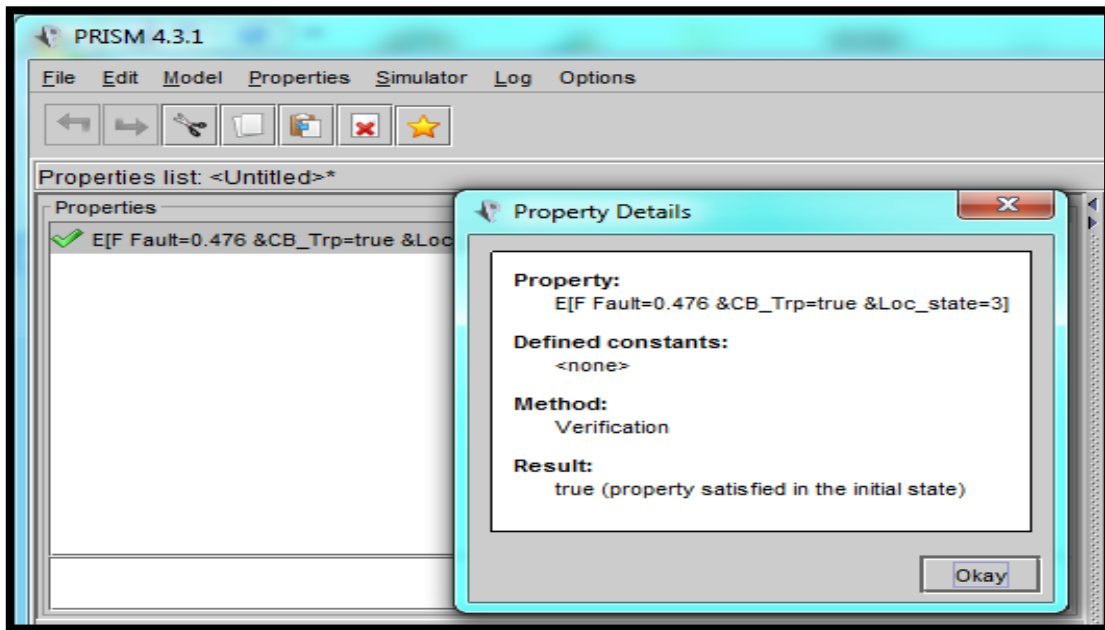 PRISM 4.3.1
File Edit Model Properties Simulator Log Options
Properties list: <Untitled>*
Properties
E[F Fault=0.476 &CB_Trp=true &Loc
Property Details
Property:
E[F Fault=0.476 &CB_Trp=true &Loc_state=3]
Defined constants:
<none>
Method:
Verification
Result:
true (property satisfied in the initial state)
Okay